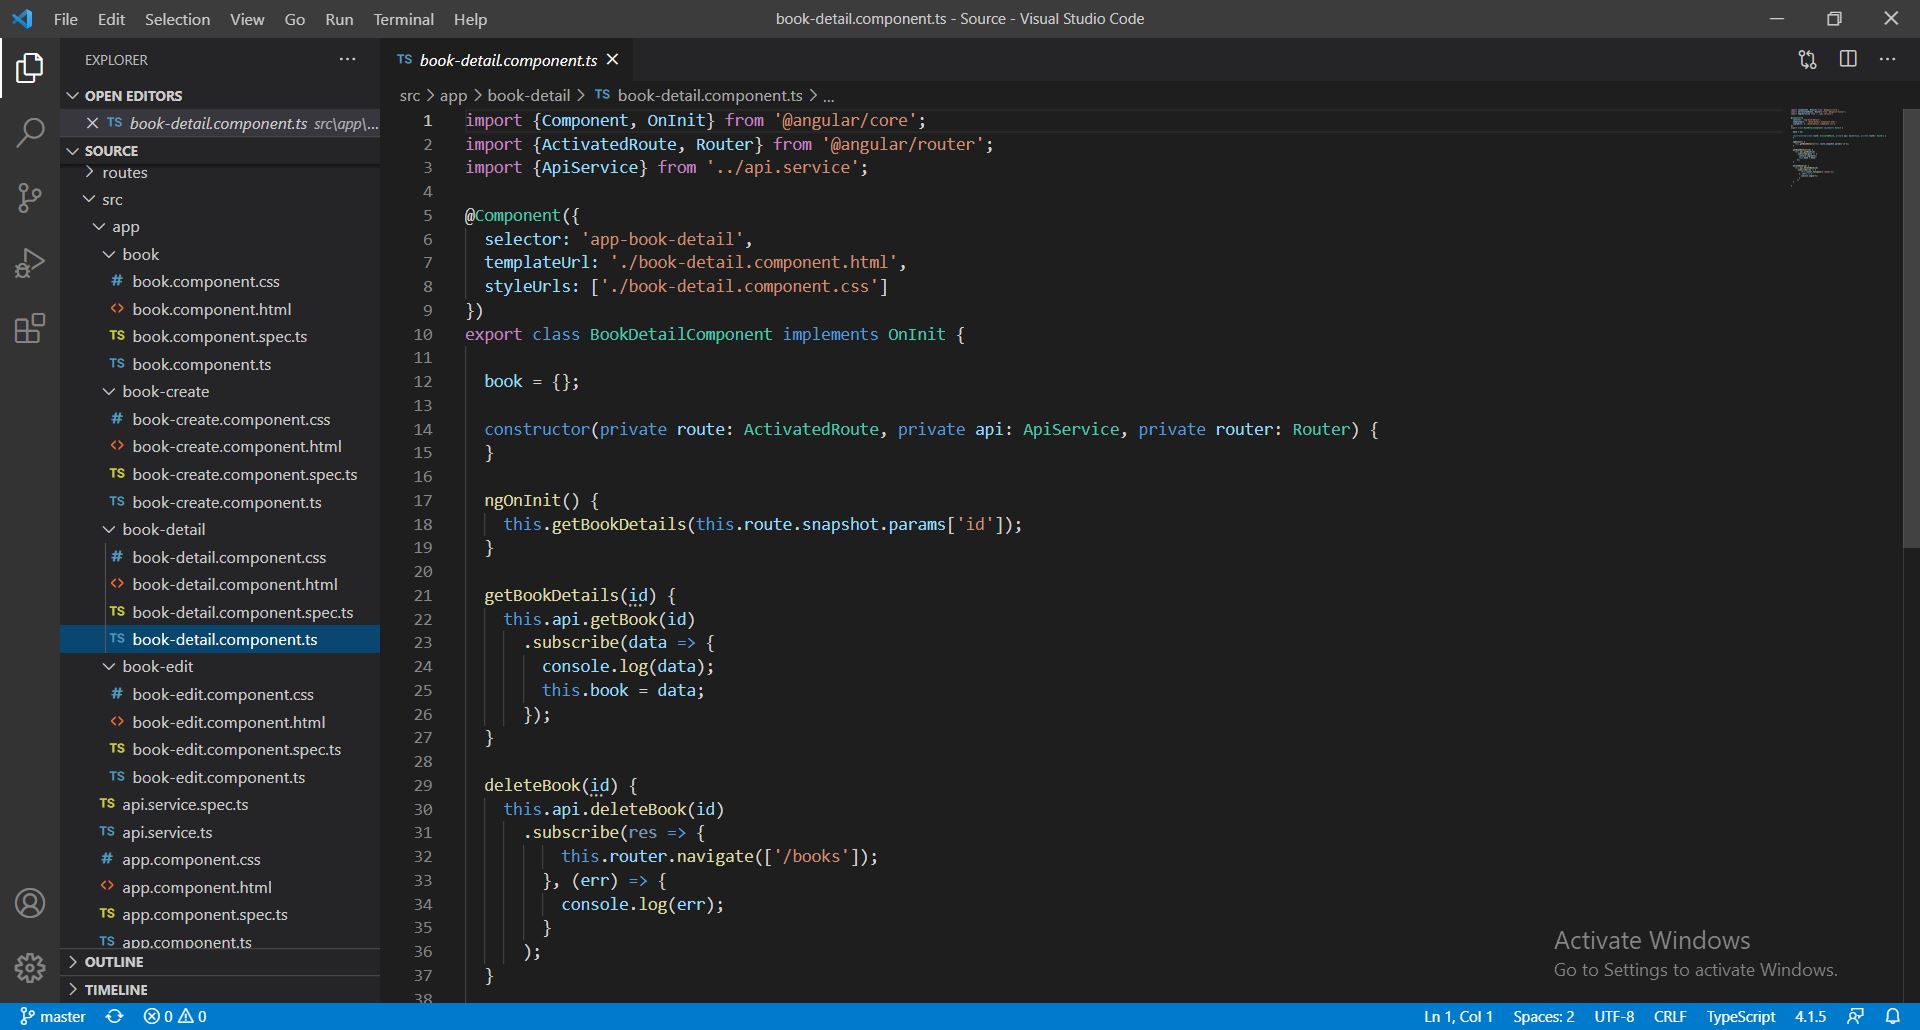 File Edit Selection View Go Run Terminal Help
book-detail.component.ts - Source - Visual Studio Code
EXPLORER
OPEN EDITORS
TS book-detail.component.ts src\app\...
SOURCE
routes
src
app
book
# book.component.css
<> book.component.html
TS book.component.spec.ts
TS book.component.ts
book-create
# book-create.component.css
<> book-create.component.html
TS book-create.component.spec.ts
TS book-create.component.ts
book-detail
# book-detail.component.css
<> book-detail.component.html
TS book-detail.component.spec.ts
TS book-detail.component.ts
book-edit
# book-edit.component.css
<> book-edit.component.html
TS book-edit.component.spec.ts
TS book-edit.component.ts
TS api.service.spec.ts
TS api.service.ts
# app.component.css
<> app.component.html
TS app.component.spec.ts
TS app.component.ts
OUTLINE
TIMELINE
TS book-detail.component.ts
src > app > book-detail > TS book-detail.component.ts > ...
1 import {Component, OnInit} from '@angular/core';
2 import {ActivatedRoute, Router} from '@angular/router';
3 import {ApiService} from '../api.service';
4
5 @Component({
6 selector: 'app-book-detail',
7 templateUrl: './book-detail.component.html',
8 styleUrls: ['./book-detail.component.css']
9 })
10 export class BookDetailComponent implements OnInit {
11
12 book = {};
13
14 constructor(private route: ActivatedRoute, private api: ApiService, private router: Router) {
15 }
16
17 ngOnInit() {
18 this.getBookDetails(this.route.snapshot.params['id']);
19 }
20
21 getBookDetails(id) {
22 this.api.getBook(id)
23 .subscribe(data => {
24 console.log(data);
25 this.book = data;
26 });
27 }
28
29 deleteBook(id) {
30 this.api.deleteBook(id)
31 .subscribe(res => {
32 this.router.navigate(['/books']);
33 }, (err) => {
34 console.log(err);
35 }
36 );
37 }
38
Activate Windows
Go to Settings to activate Windows.
master 0 0
Ln 1, Col 1 Spaces: 2 UTF-8 CRLF TypeScript 4.1.5